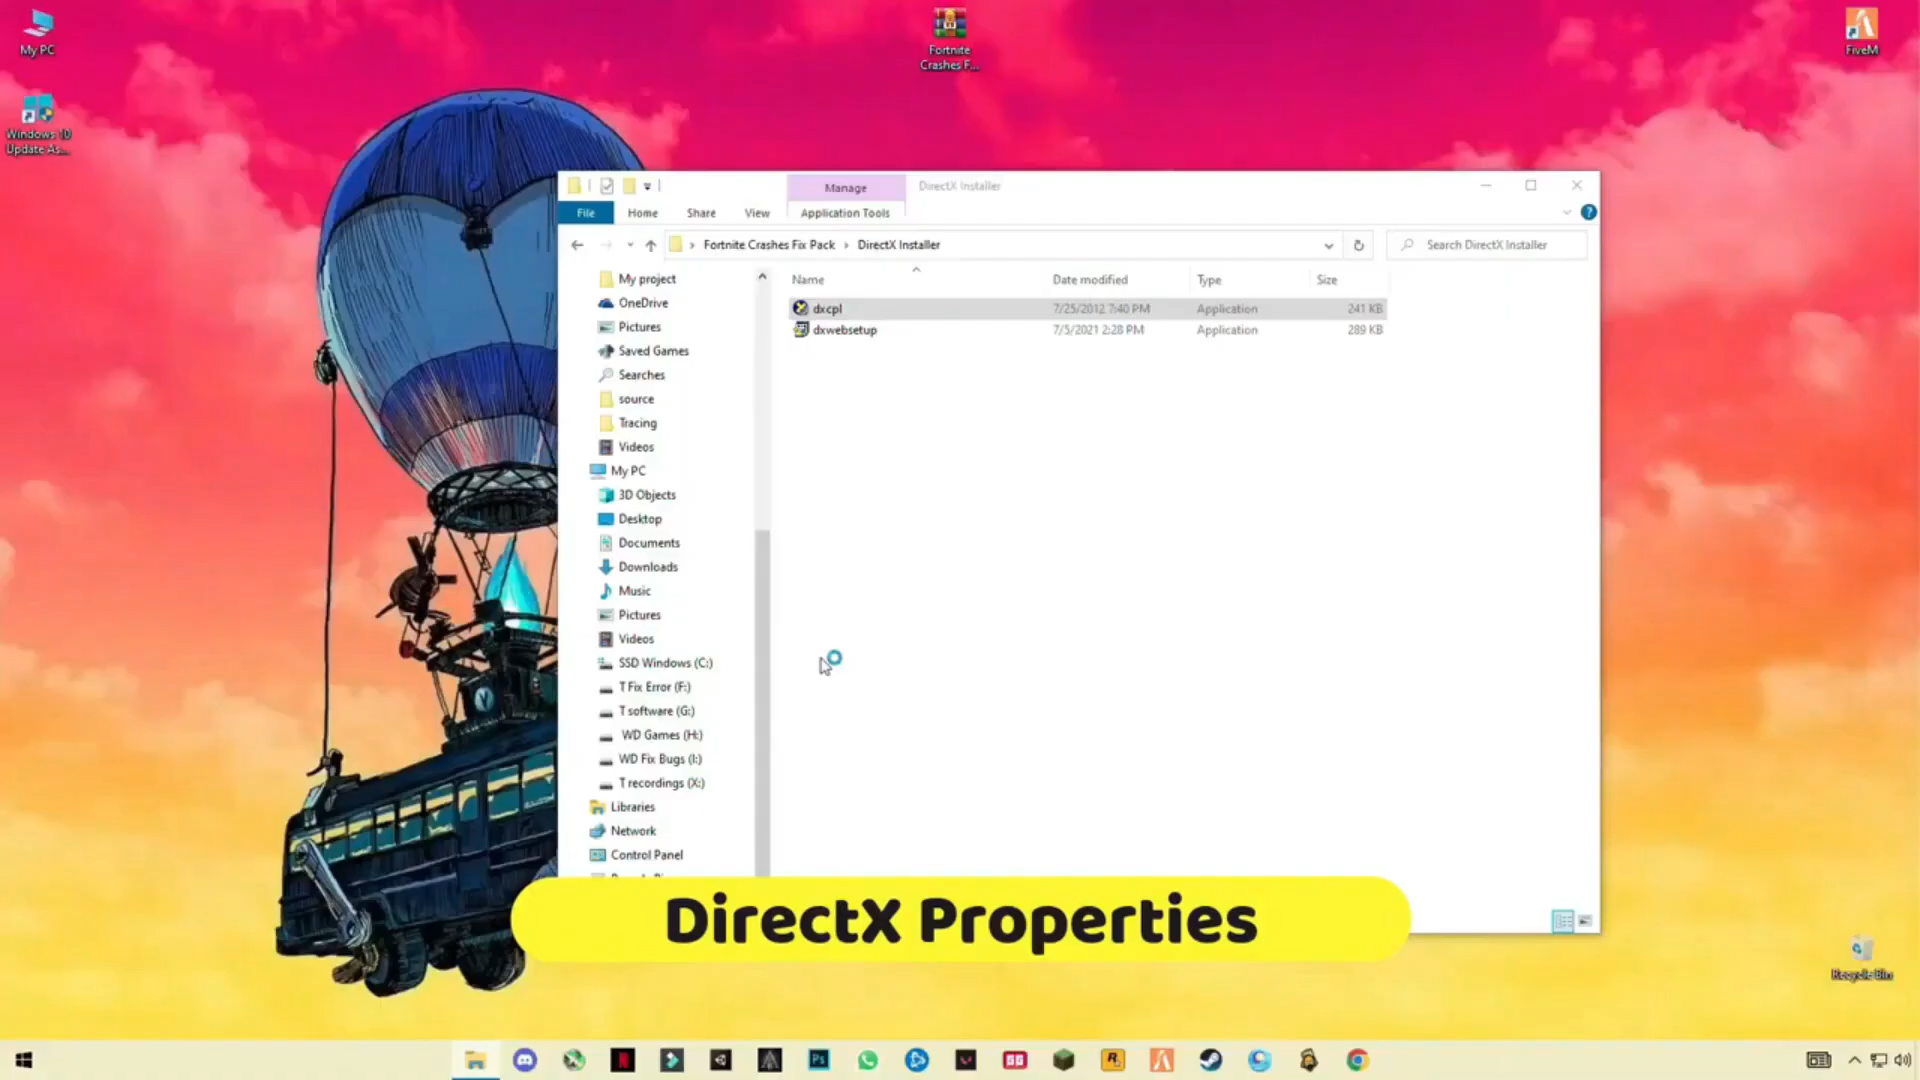 My PC
Windows 10
Update As...
Fortnite
Crashes F...
FiveM
Manage
DirectX Installer
File
Home
Share
View
Application Tools
Fortnite Crashes Fix Pack
DirectX Installer
Search DirectX Installer
Name
Date modified
Type
Size
dxcpl
7/25/2012 7:40 PM
Application
241 KB
dxwebsetup
7/5/2021 2:28 PM
Application
289 KB
My project
OneDrive
Pictures
Saved Games
Searches
source
Tracing
Videos
My PC
3D Objects
Desktop
Documents
Downloads
Music
Pictures
Videos
SSD Windows (C:)
T Fix Error (F:)
T software (G:)
WD Games (H:)
WD Fix Bugs (I:)
T recordings (X:)
Libraries
Network
Control Panel
DirectX Properties
Recycle Bin
Ps